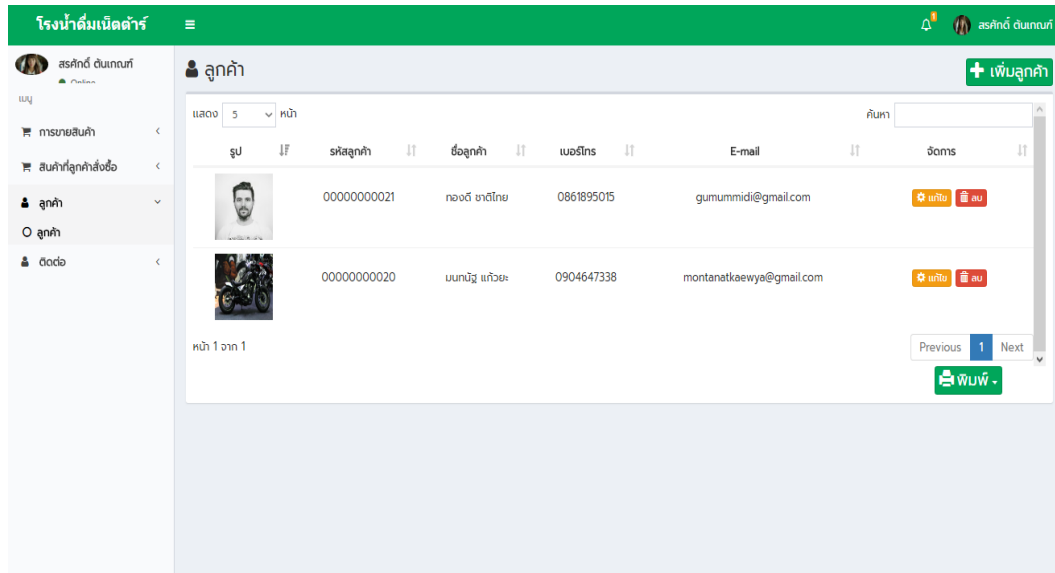 โรงน้ำดื่มเน็ตด้าร์
1
สรศักดิ์ ตันเกณฑ์
สรศักดิ์ ตันเกณฑ์
Online
เมนู
การขายสินค้า
สินค้าที่ลูกค้าสั่งซื้อ
ลูกค้า
ลูกค้า
ติดต่อ
ลูกค้า
เพิ่มลูกค้า
แสดง 5 หน้า
ค้นหา
รูป รหัสลูกค้า ชื่อลูกค้า เบอร์โทร E-mail จัดการ
00000000021 ทองดี ชาติไทย 0861895015 gumummidi@gmail.com แก้ไข ลบ
00000000020 มนทนัฐ แก้วยะ 0904647338 montanatkaewya@gmail.com แก้ไข ลบ
หน้า 1 จาก 1
Previous 1 Next
พิมพ์